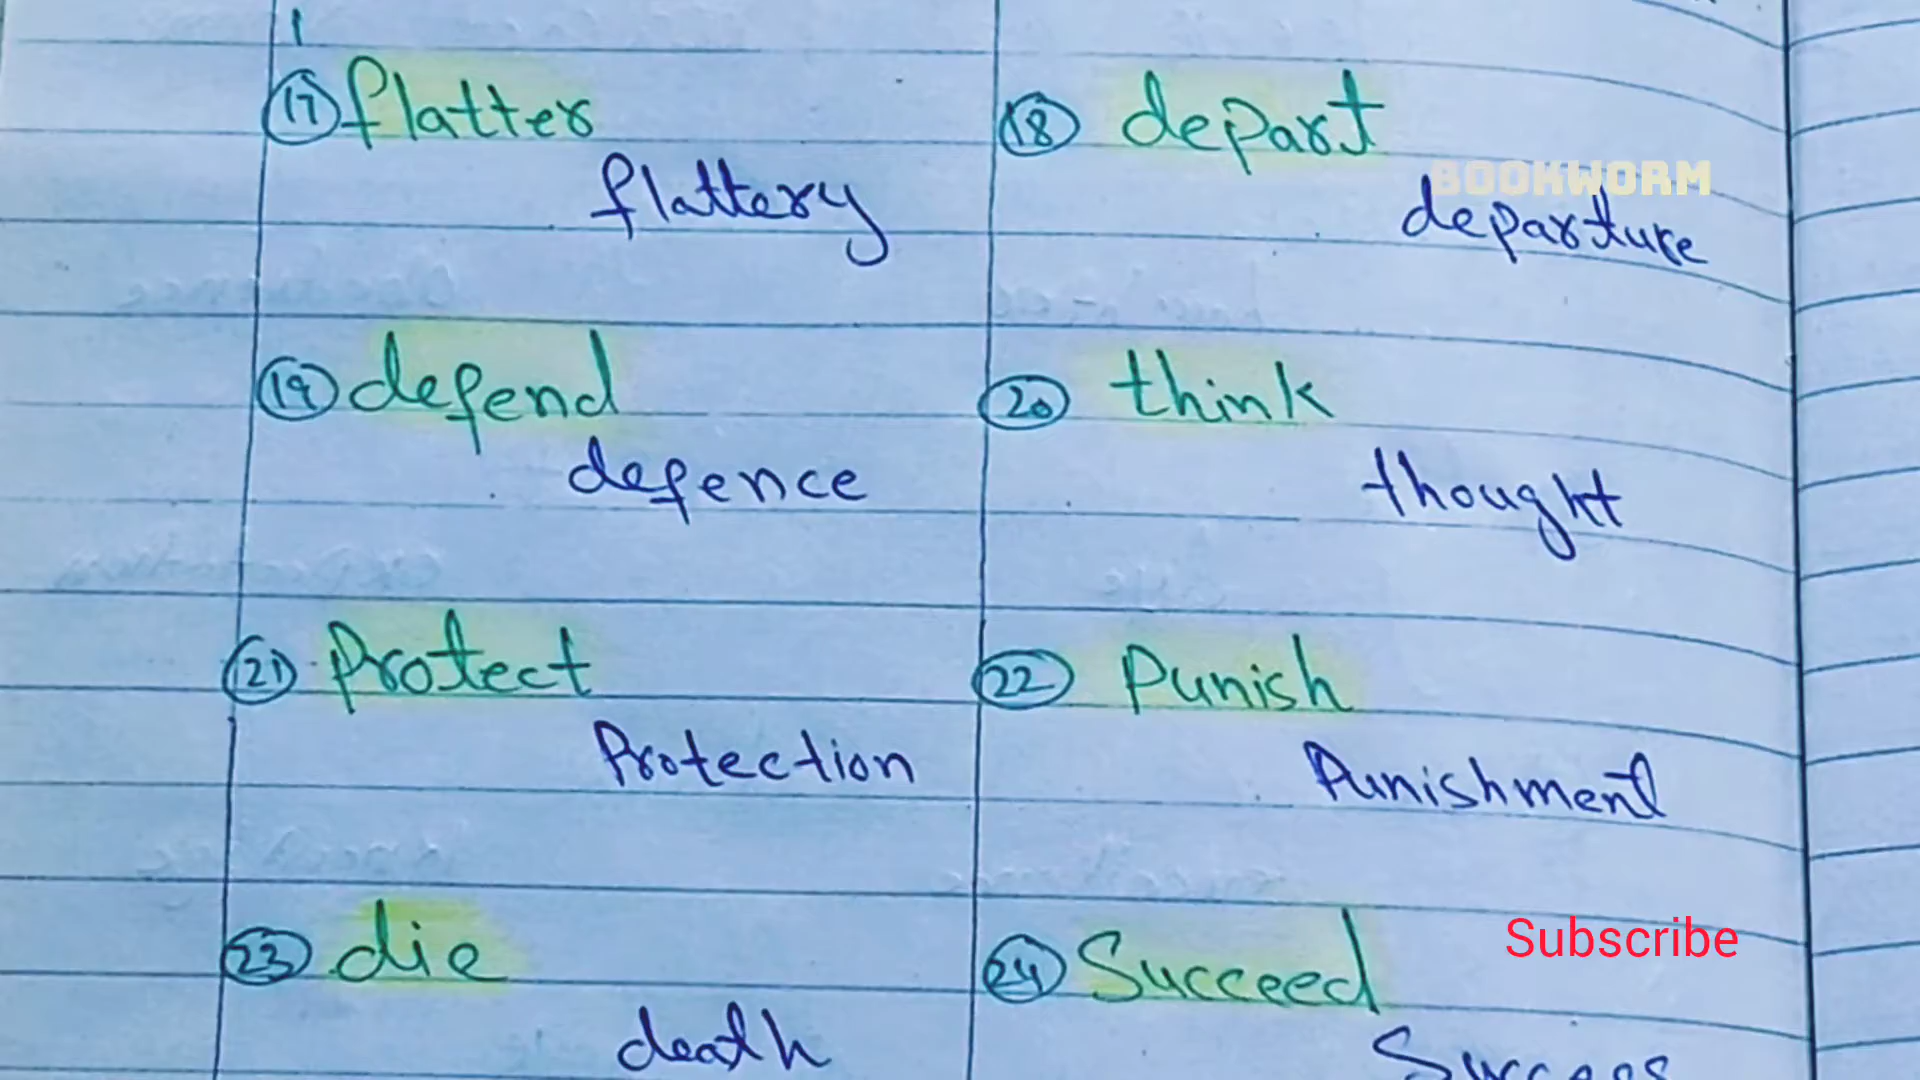 17 flatter
flattery
18 depart
BOOKWORM
departure
19 defend
defence
20 think
thought
21 Protect
Protection
22 Punish
Punishment
23 die
death
24 Succeed
Subscribe
Success